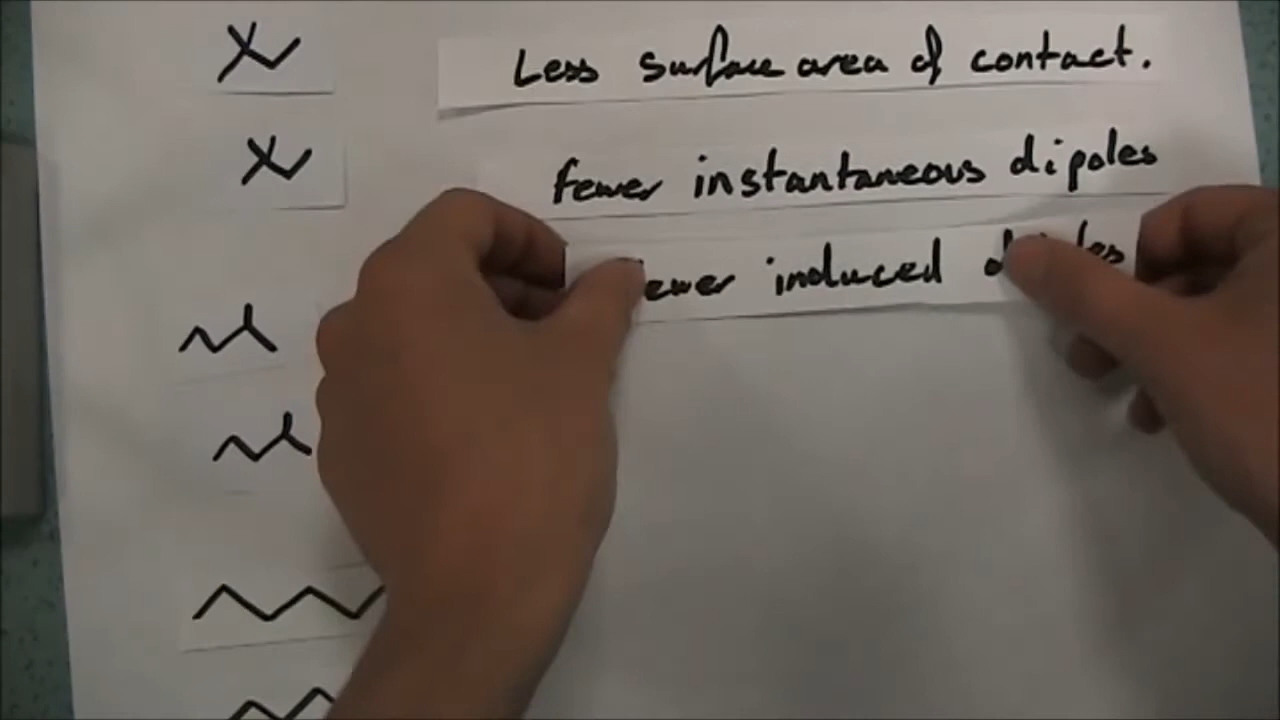 Less surface area of contact.
fewer instantaneous dipoles
induced